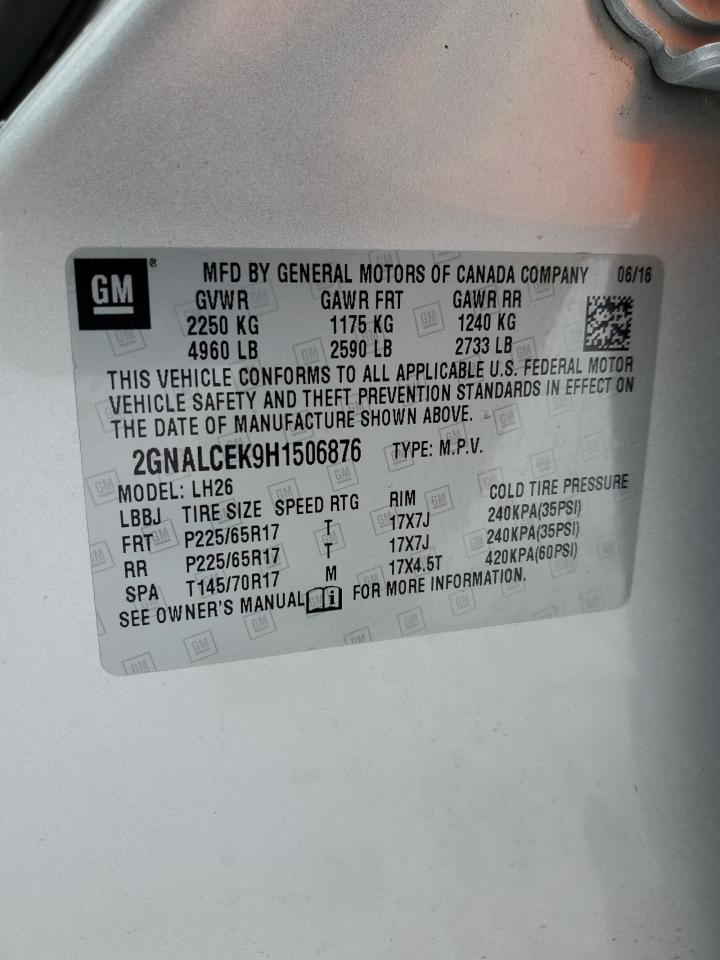 GM® MFD BY GENERAL MOTORS OF CANADA COMPANY 06/16
GVWR GAWR FRT GAWR RR
2250 KG 1175 KG 1240 KG
4960 LB 2590 LB 2733 LB
THIS VEHICLE CONFORMS TO ALL APPLICABLE U.S. FEDERAL MOTOR
VEHICLE SAFETY AND THEFT PREVENTION STANDARDS IN EFFECT ON
THE DATE OF MANUFACTURE SHOWN ABOVE.
2GNALCEK9H1506876 TYPE: M.P.V.
MODEL: LH26
LBBJ TIRE SIZE SPEED RTG RIM COLD TIRE PRESSURE
FRT P225/65R17 T 17X7J 240KPA(35PSI)
RR P225/65R17 T 17X7J 240KPA(35PSI)
SPA T145/70R17 M 17X4.5T 420KPA(60PSI)
SEE OWNER'S MANUAL i FOR MORE INFORMATION.